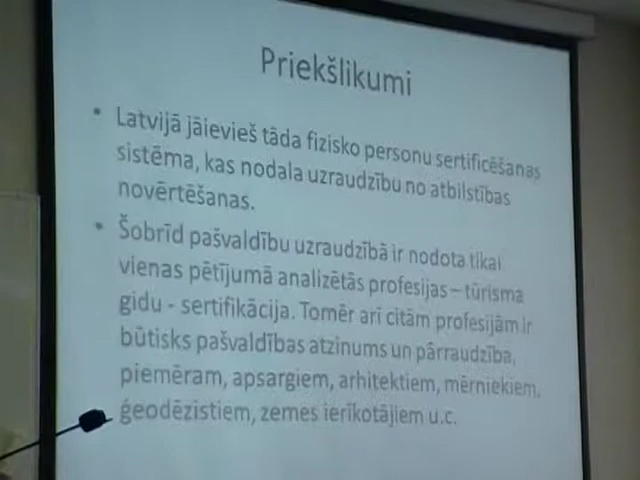 Priekšlikumi
• Latvijā jāievieš tāda fizisko personu sertificēšanas
sistēma, kas nodala uzraudzību no atbilstības
novērtēšanas.
• Šobrīd pašvaldību uzraudzībā ir nodota tikai
vienas pētījumā analizētās profesijas – tūrisma
gidu - sertifikācija. Tomēr arī citām profesijām ir
būtisks pašvaldības atzinums un pārraudzība,
piemēram, apsargiem, arhitektiem, mērniekiem,
ģeodēzistiem, zemes ierīkotājiem u.c.